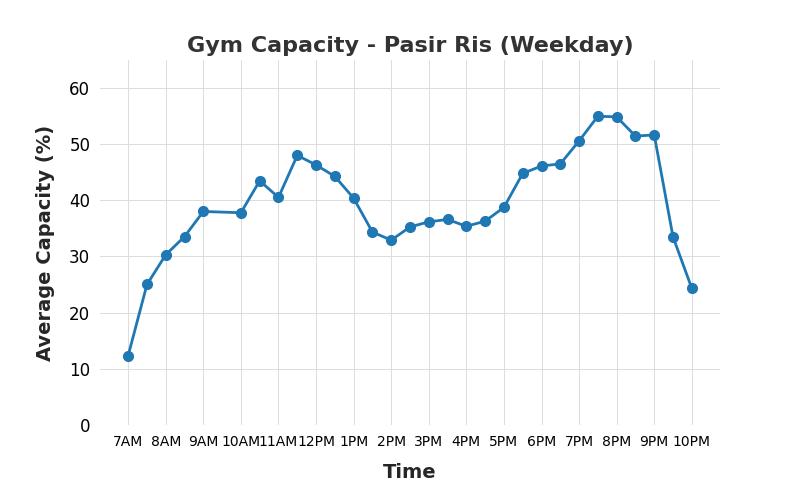 Gym Capacity - Pasir Ris (Weekday)
Average Capacity (%)
60
50
40
30
20
10
0
7AM 8AM 9AM 10AM 11AM 12PM 1PM 2PM 3PM 4PM 5PM 6PM 7PM 8PM 9PM 10PM
Time